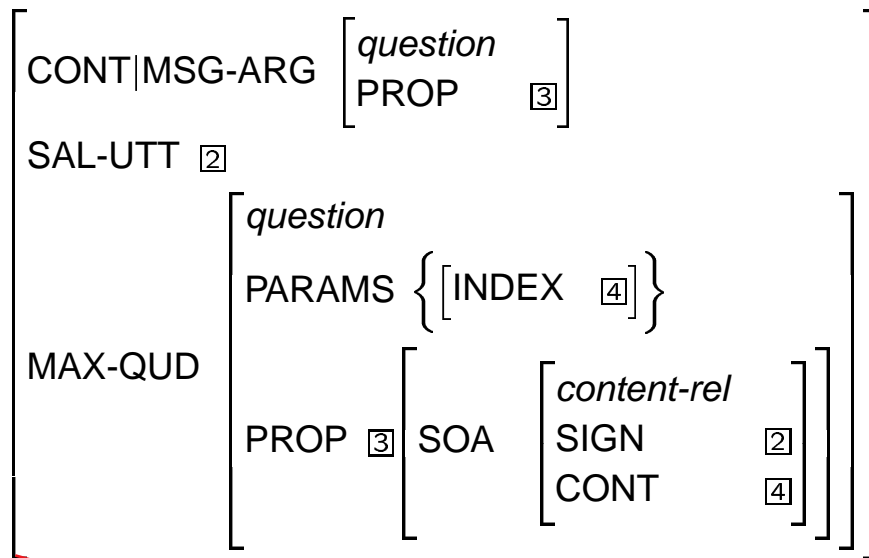 CONT|MSG-ARG [question
PROP 3]
SAL-UTT 2
MAX-QUD [question
PARAMS {[INDEX 4]}
PROP 3 [SOA [content-rel
SIGN 2
CONT 4]]]